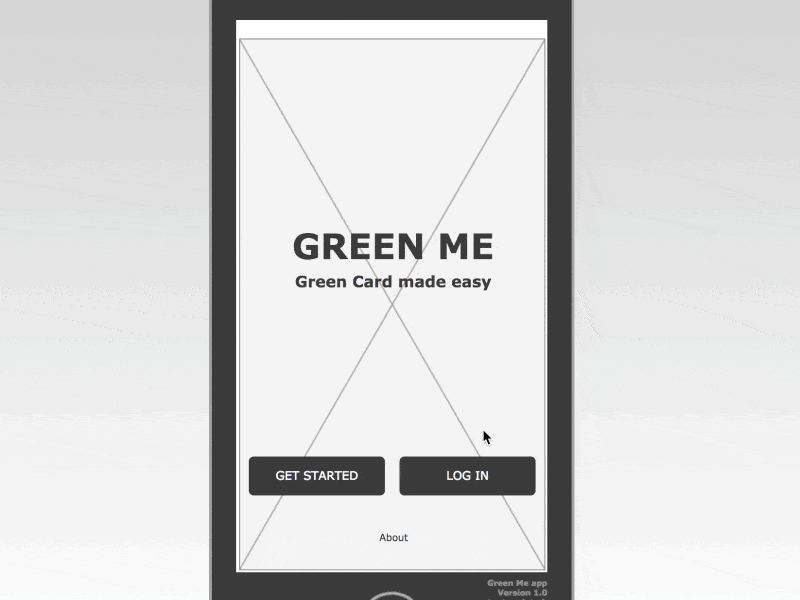 GREEN ME
Green Card made easy
GET STARTED
LOG IN
About
Green Me app
Version 1.0